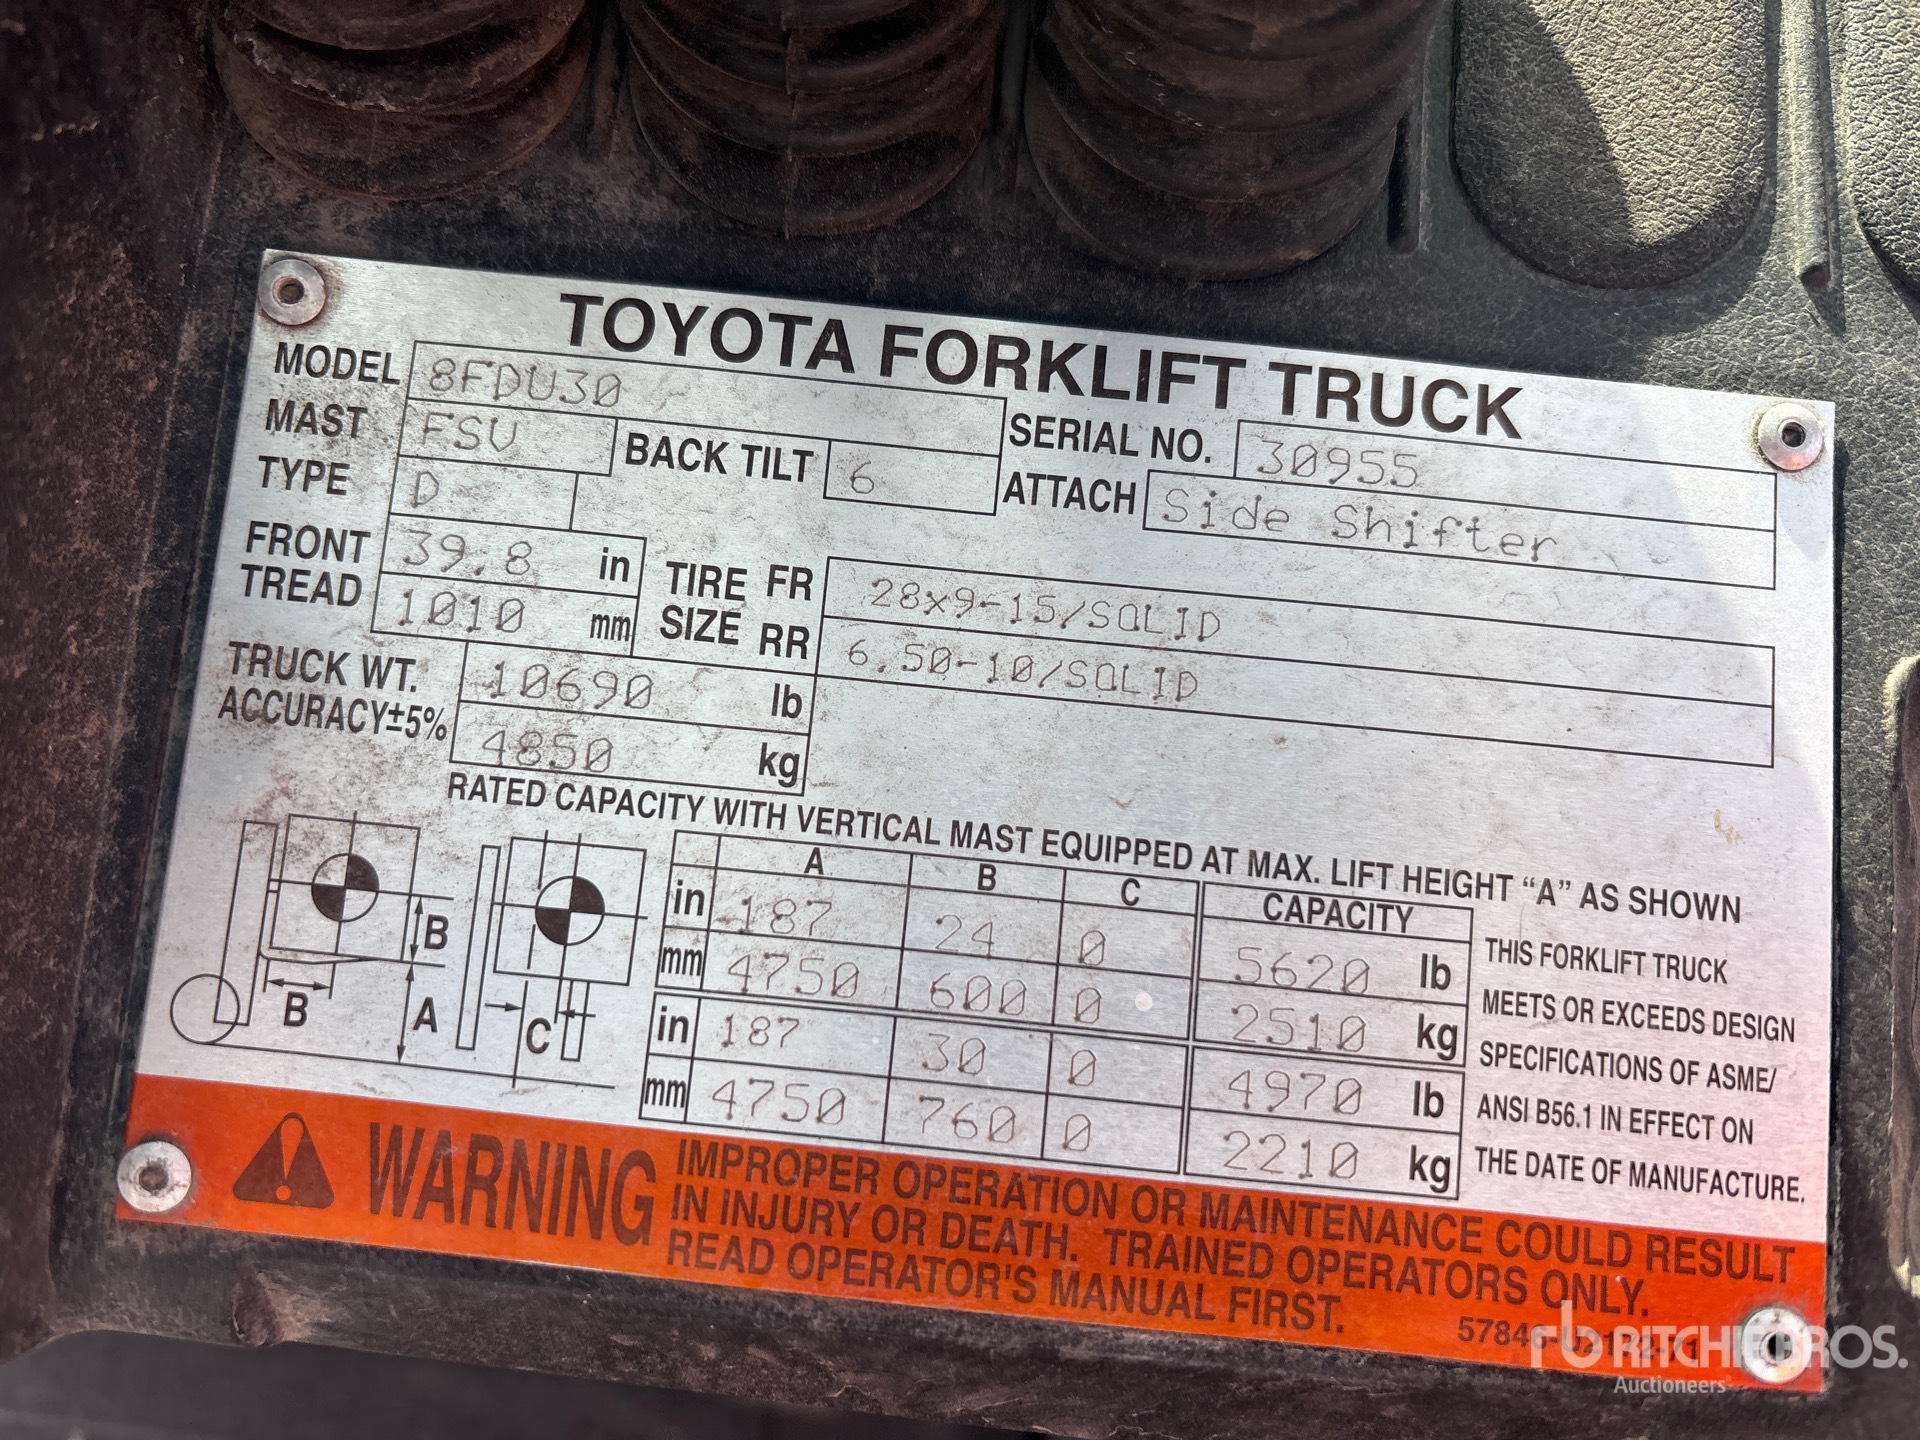 TOYOTA FORKLIFT TRUCK
MODEL 8FDU30 SERIAL NO. 30955
MAST FSV BACK TILT 6 ATTACH Side Shifter
TYPE D
FRONT TREAD 39.8 in TIRE SIZE FR 28x9-15/SOLID
1010 mm RR 6.50-10/SOLID
TRUCK WT. 10690 lb
ACCURACY±5% 4850 kg
RATED CAPACITY WITH VERTICAL MAST EQUIPPED AT MAX. LIFT HEIGHT “A” AS SHOWN
A B C CAPACITY
in 187 24 0 5620 lb
mm 4750 600 0 2510 kg
in 187 30 0 4970 lb
mm 4750 760 0 2210 kg
B
B
A
C
THIS FORKLIFT TRUCK
MEETS OR EXCEEDS DESIGN
SPECIFICATIONS OF ASME/
ANSI B56.1 IN EFFECT ON
THE DATE OF MANUFACTURE.
WARNING
IMPROPER OPERATION OR MAINTENANCE COULD RESULT
IN INJURY OR DEATH. TRAINED OPERATORS ONLY.
READ OPERATOR'S MANUAL FIRST.
rb RITCHIE BROS.
Auctioneers